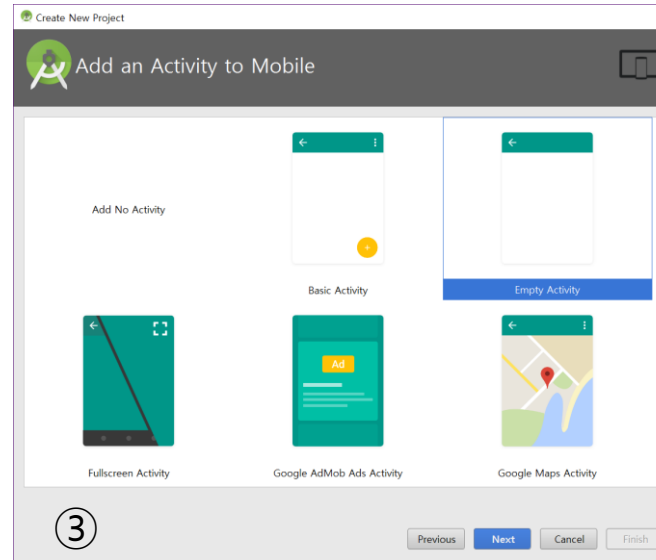 Create New Project
Add an Activity to Mobile
Add No Activity
Basic Activity
Empty Activity
Ad
Fullscreen Activity
Google AdMob Ads Activity
Google Maps Activity
③
Previous
Next
Cancel
Finish